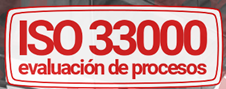 ISO 33000
evaluación de procesos